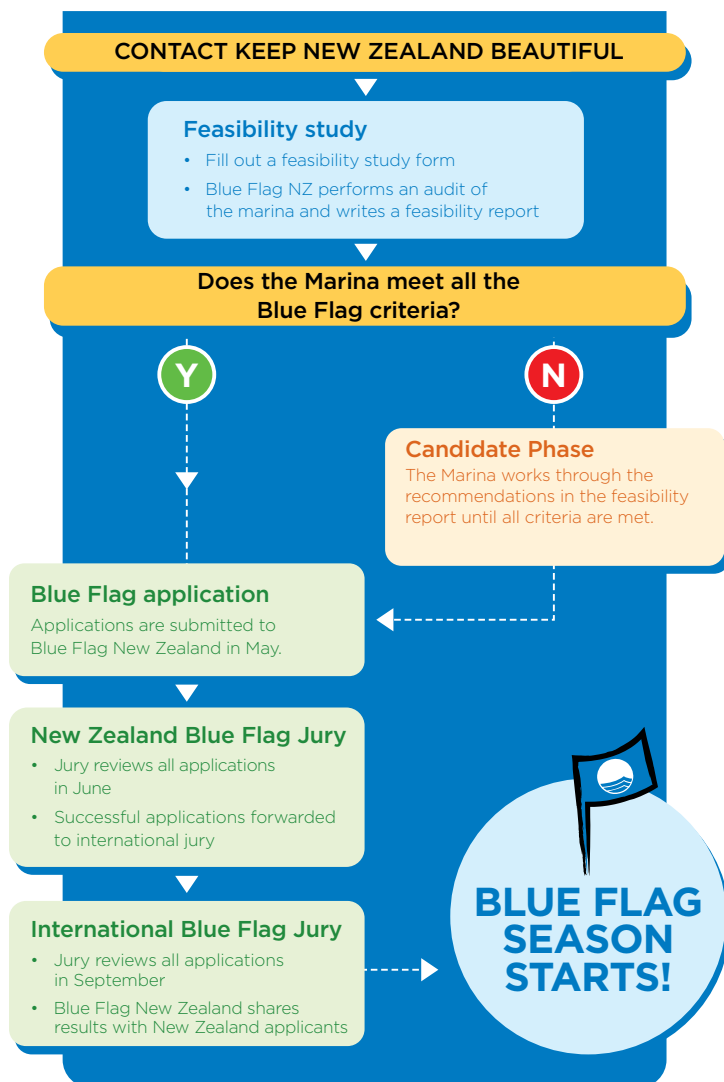 CONTACT KEEP NEW ZEALAND BEAUTIFUL
Feasibility study
• Fill out a feasibility study form
• Blue Flag NZ performs an audit of
the marina and writes a feasibility report
Does the Marina meet all the
Blue Flag criteria?
Y
N
Candidate Phase
The Marina works through the
recommendations in the feasibility
report until all criteria are met.
Blue Flag application
Applications are submitted to
Blue Flag New Zealand in May.
New Zealand Blue Flag Jury
• Jury reviews all applications
in June
• Successful applications forwarded
to international jury
International Blue Flag Jury
• Jury reviews all applications
in September
• Blue Flag New Zealand shares
results with New Zealand applicants
BLUE FLAG
SEASON
STARTS!